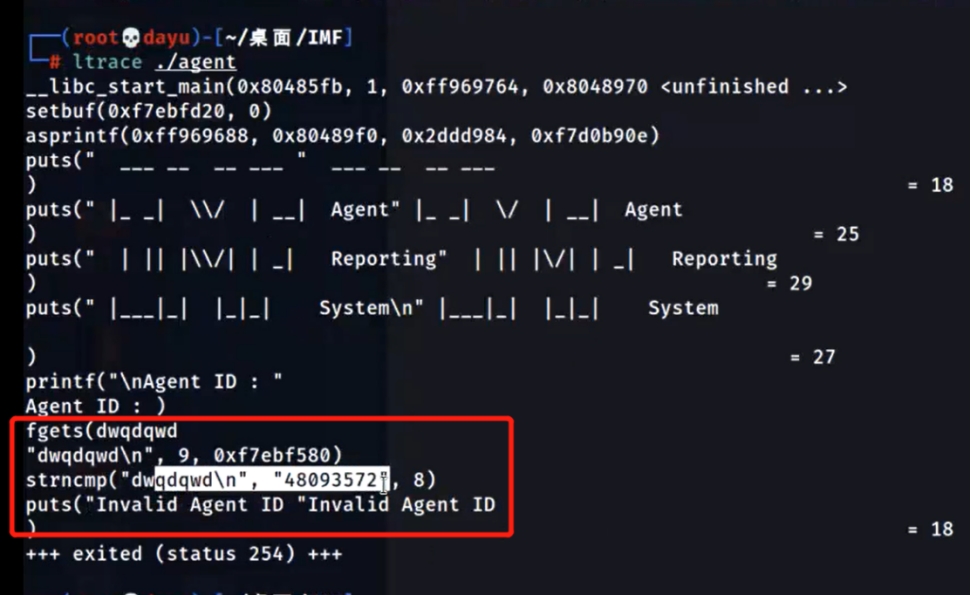 ┌──(root💀dayu)-[~/桌面/IMF]
└─# ltrace ./agent
__libc_start_main(0x80485fb, 1, 0xff969764, 0x8048970 <unfinished ...>
setbuf(0xf7ebfd20, 0)
asprintf(0xff969688, 0x80489f0, 0x2ddd984, 0xf7d0b90e)
puts("  ___ __  __ ___ "  ___ __  __ ___
) = 18
puts(" |_ _|  \\/  | __|  Agent" |_ _|  \/  | __|  Agent
) = 25
puts("  | || |\\/| | _|   Reporting"  | || |\/| | _|   Reporting
) = 29
puts(" |___|_|  |_|_|    System\n" |___|_|  |_|_|    System
) = 27
printf("\nAgent ID : "
Agent ID : )
fgets(dwqdqwd
"dwqdqwd\n", 9, 0xf7ebf580)
strncmp("dwqdqwd\n", "48093572", 8)
puts("Invalid Agent ID "Invalid Agent ID
) = 18
+++ exited (status 254) +++